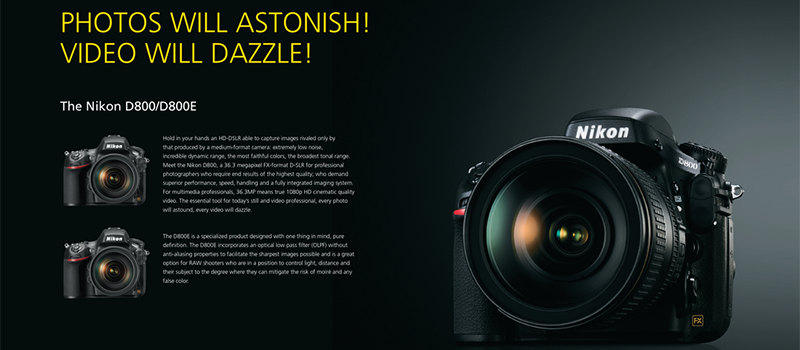 PHOTOS WILL ASTONISH!
VIDEO WILL DAZZLE!
The Nikon D800/D800E
Hold in your hands an HD-DSLR able to capture images rivaled only by
that produced by a medium-format camera: extremely low noise,
incredible dynamic range, the most faithful colors, the broadest tonal range.
Meet the Nikon D800, a 36.3 megapixel FX-format D-SLR for professional
photographers who require end results of the highest quality; who demand
superior performance, speed, handling and a fully integrated imaging system.
For multimedia professionals, 36.3MP means true 1080p HD cinematic quality
video. The essential tool for today's still and video professional, every photo
will astound, every video will dazzle.
The D800E is a specialized product designed with one thing in mind, pure
definition. The D800E incorporates an optical low pass filter (OLPF) without
anti-aliasing properties to facilitate the sharpest images possible and is a great
option for RAW shooters who are in a position to control light, distance and
their subject to the degree where they can mitigate the risk of moiré and any
false color.
Nikon
Nikon
Nikon
D800
FX